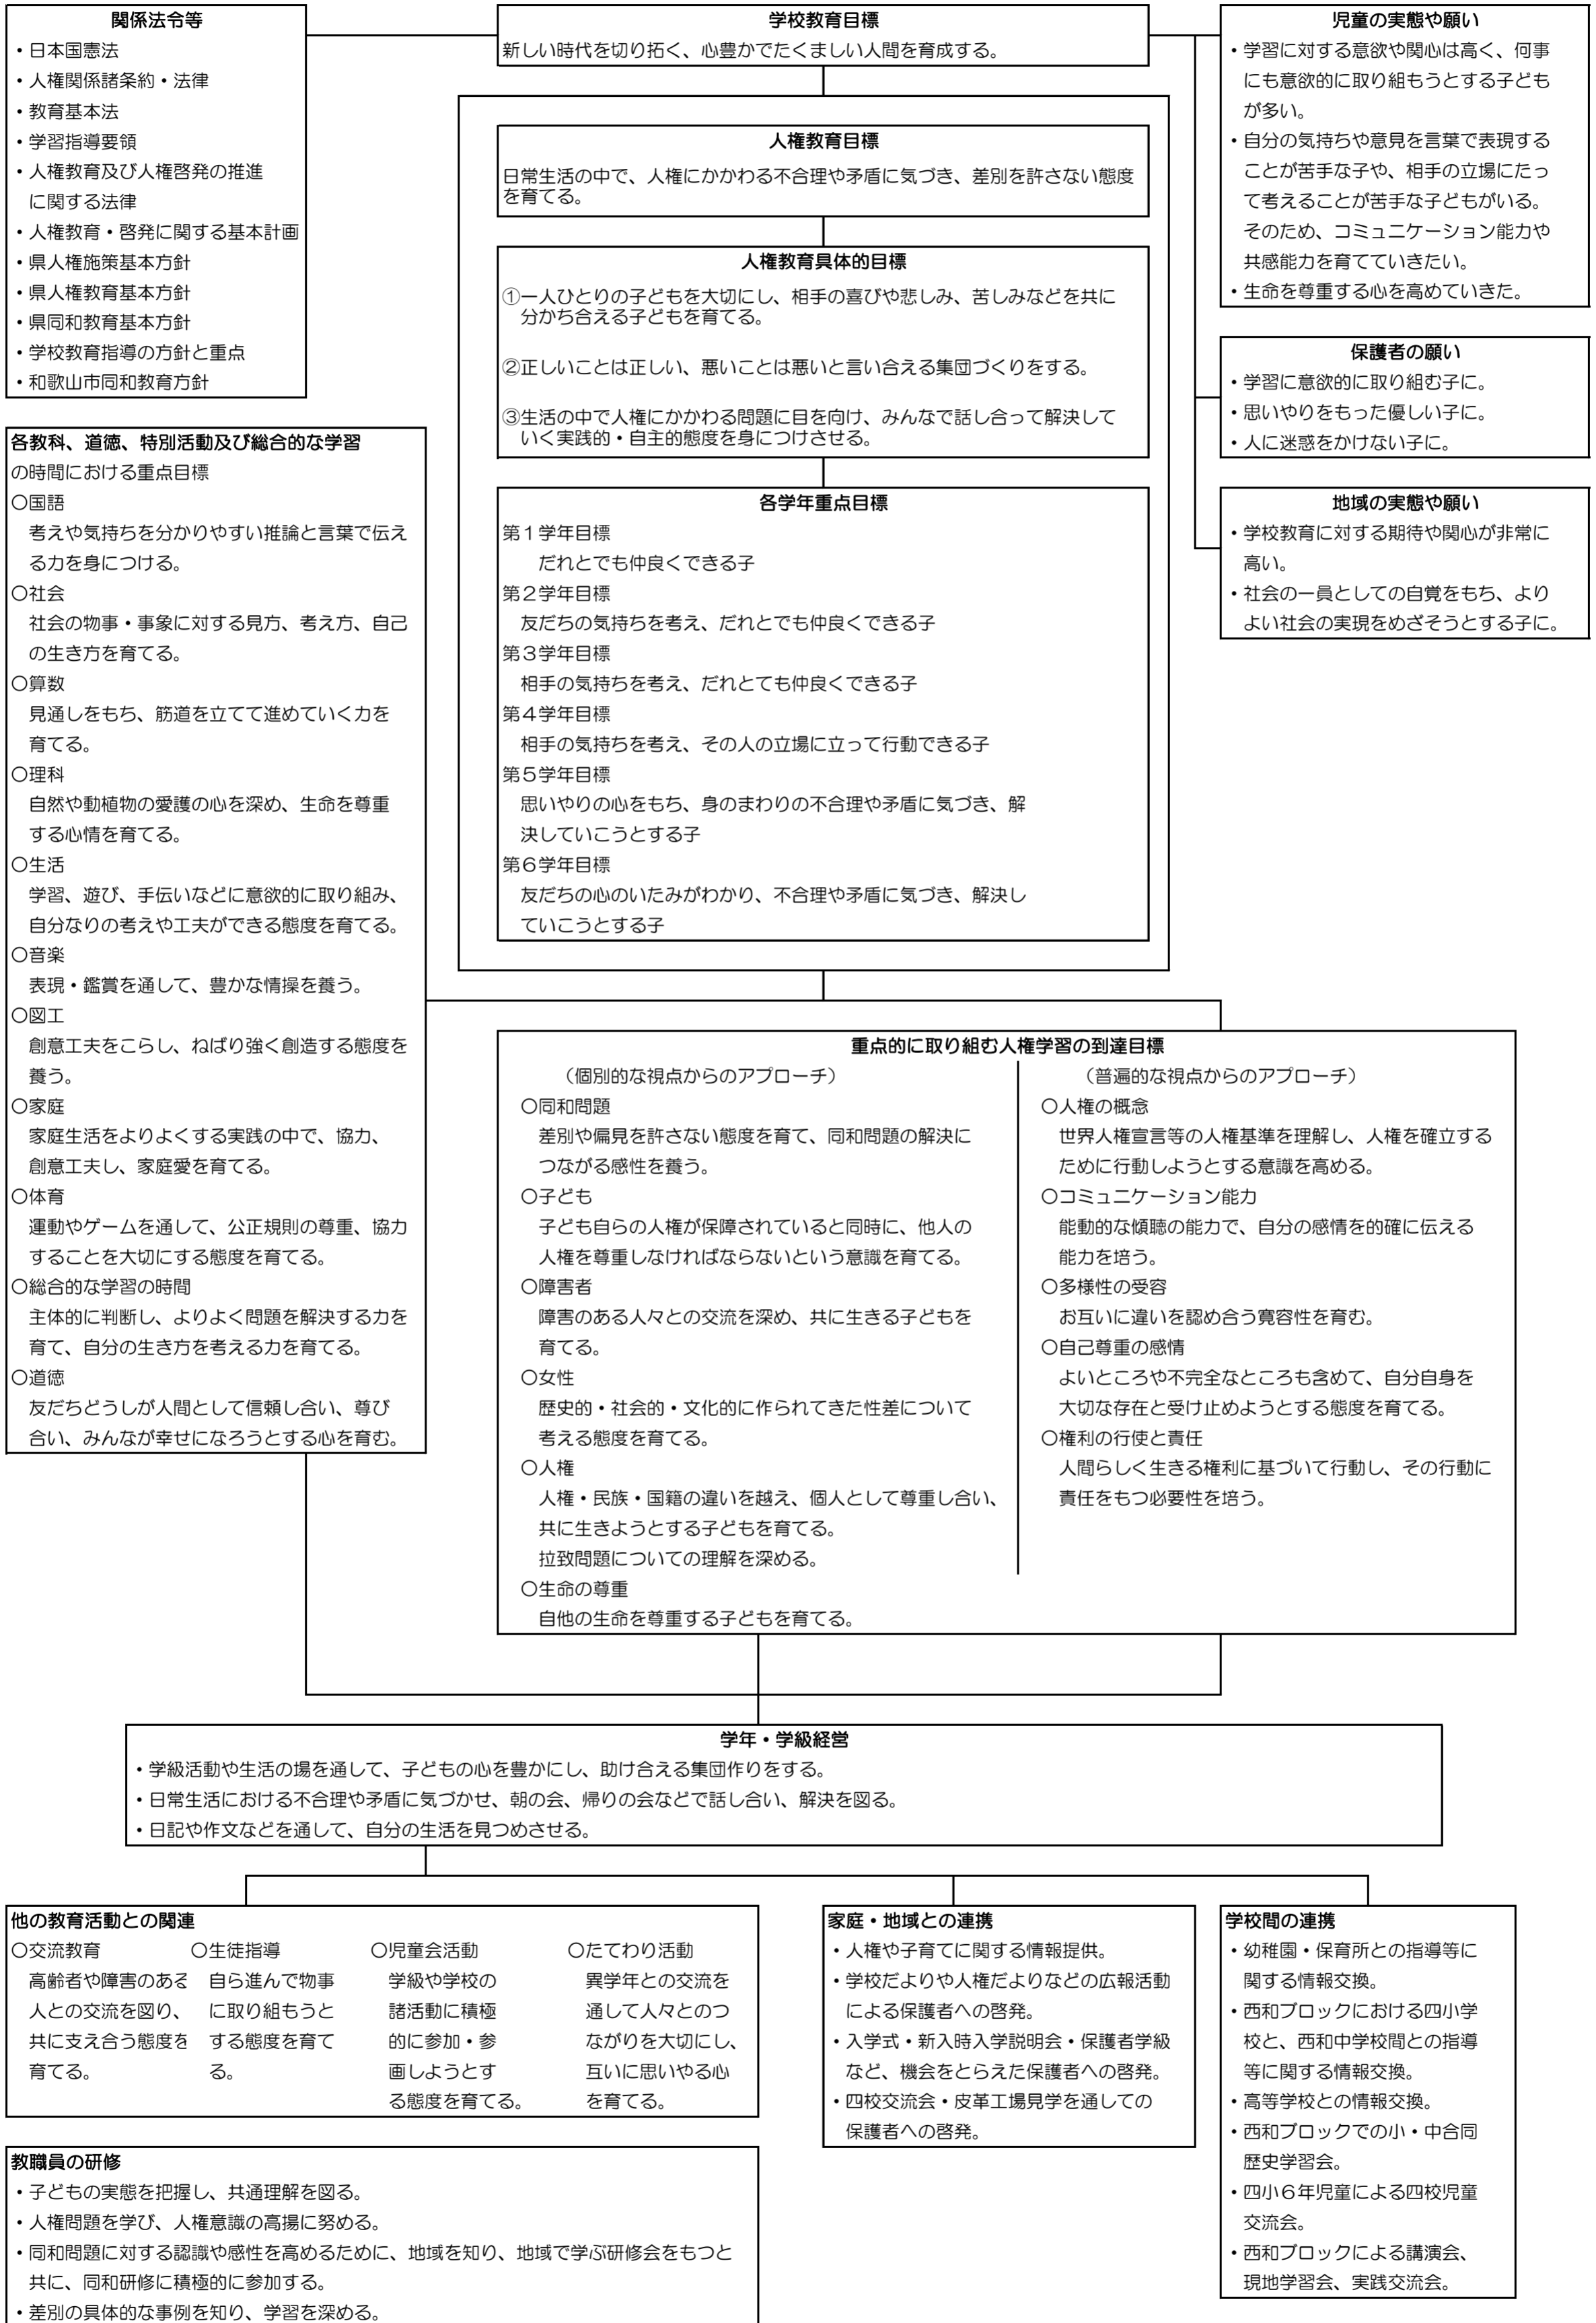 関係法令等
・日本国憲法
・人権関係諸条約・法律
・教育基本法
・学習指導要領
・人権教育及び人権啓発の推進
に関する法律
・人権教育・啓発に関する基本計画
・県人権施策基本方針
・県人権教育基本方針
・県同和教育基本方針
・学校教育指導の方針と重点
・和歌山市同和教育方針
学校教育目標
新しい時代を切り拓く、心豊かでたくましい人間を育成する。
人権教育目標
日常生活の中で、人権にかかわる不合理や矛盾に気づき、差別を許さない態度
を育てる。
人権教育具体的目標
①一人ひとりの子どもを大切にし、相手の喜びや悲しみ、苦しみなどを共に
分かち合える子どもを育てる。
②正しいことは正しい、悪いことは悪いと言い合える集団づくりをする。
③生活の中で人権にかかわる問題に目を向け、みんなで話し合って解決して
いく実践的・自主的態度を身につけさせる。
各学年重点目標
第1学年目標
だれとでも仲良くできる子
第2学年目標
友だちの気持ちを考え、だれとでも仲良くできる子
第3学年目標
相手の気持ちを考え、だれとても仲良くできる子
第4学年目標
相手の気持ちを考え、その人の立場に立って行動できる子
第5学年目標
思いやりの心をもち、身のまわりの不合理や矛盾に気づき、解
決していこうとする子
第6学年目標
友だちの心のいたみがわかり、不合理や矛盾に気づき、解決し
ていこうとする子
児童の実態や願い
・学習に対する意欲や関心は高く、何事
にも意欲的に取り組もうとする子ども
が多い。
・自分の気持ちや意見を言葉で表現する
ことが苦手な子や、相手の立場にたっ
て考えることが苦手な子どもがいる。
そのため、コミュニケーション能力や
共感能力を育てていきたい。
・生命を尊重する心を高めていきた。
保護者の願い
・学習に意欲的に取り組む子に。
・思いやりをもった優しい子に。
・人に迷惑をかけない子に。
地域の実態や願い
・学校教育に対する期待や関心が非常に
高い。
・社会の一員としての自覚をもち、より
よい社会の実現をめざそうとする子に。
各教科、道徳、特別活動及び総合的な学習
の時間における重点目標
○国語
考えや気持ちを分かりやすい推論と言葉で伝え
る力を身につける。
○社会
社会の物事・事象に対する見方、考え方、自己
の生き方を育てる。
○算数
見通しをもち、筋道を立てて進めていく力を
育てる。
○理科
自然や動植物の愛護の心を深め、生命を尊重
する心情を育てる。
○生活
学習、遊び、手伝いなどに意欲的に取り組み、
自分なりの考えや工夫ができる態度を育てる。
○音楽
表現・鑑賞を通して、豊かな情操を養う。
○図工
創意工夫をこらし、ねばり強く創造する態度を
養う。
○家庭
家庭生活をよりよくする実践の中で、協力、
創意工夫し、家庭愛を育てる。
○体育
運動やゲームを通して、公正規則の尊重、協力
することを大切にする態度を育てる。
○総合的な学習の時間
主体的に判断し、よりよく問題を解決する力を
育て、自分の生き方を考える力を育てる。
○道徳
友だちどうしが人間として信頼し合い、尊び
合い、みんなが幸せになろうとする心を育む。
重点的に取り組む人権学習の到達目標
（個別的な視点からのアプローチ）
○同和問題
差別や偏見を許さない態度を育て、同和問題の解決に
つながる感性を養う。
○子ども
子ども自らの人権が保障されていると同時に、他人の
人権を尊重しなければならないという意識を育てる。
○障害者
障害のある人々との交流を深め、共に生きる子どもを
育てる。
○女性
歴史的・社会的・文化的に作られてきた性差について
考える態度を育てる。
○人権
人権・民族・国籍の違いを越え、個人として尊重し合い、
共に生きようとする子どもを育てる。
拉致問題についての理解を深める。
○生命の尊重
自他の生命を尊重する子どもを育てる。
（普遍的な視点からのアプローチ）
○人権の概念
世界人権宣言等の人権基準を理解し、人権を確立する
ために行動しようとする意識を高める。
○コミュニケーション能力
能動的な傾聴の能力で、自分の感情を的確に伝える
能力を培う。
○多様性の受容
お互いに違いを認め合う寛容性を育む。
○自己尊重の感情
よいところや不完全なところも含めて、自分自身を
大切な存在と受け止めようとする態度を育てる。
○権利の行使と責任
人間らしく生きる権利に基づいて行動し、その行動に
責任をもつ必要性を培う。
学年・学級経営
・学級活動や生活の場を通して、子どもの心を豊かにし、助け合える集団作りをする。
・日常生活における不合理や矛盾に気づかせ、朝の会、帰りの会などで話し合い、解決を図る。
・日記や作文などを通して、自分の生活を見つめさせる。
他の教育活動との関連
○交流教育
高齢者や障害のある
人との交流を図り、
共に支え合う態度を
育てる。
○生徒指導
自ら進んで物事
に取り組もうと
する態度を育て
る。
○児童会活動
学級や学校の
諸活動に積極
的に参加・参
画しようとす
る態度を育てる。
○たてわり活動
異学年との交流を
通して人々とのつ
ながりを大切にし、
互いに思いやる心
を育てる。
家庭・地域との連携
・人権や子育てに関する情報提供。
・学校だよりや人権だよりなどの広報活動
による保護者への啓発。
・入学式・新入時入学説明会・保護者学級
など、機会をとらえた保護者への啓発。
・四校交流会・皮革工場見学を通しての
保護者への啓発。
学校間の連携
・幼稚園・保育所との指導等に
関する情報交換。
・西和ブロックにおける四小学
校と、西和中学校間との指導
等に関する情報交換。
・高等学校との情報交換。
・西和ブロックでの小・中合同
歴史学習会。
・四小6年児童による四校児童
交流会。
・西和ブロックによる講演会、
現地学習会、実践交流会。
教職員の研修
・子どもの実態を把握し、共通理解を図る。
・人権問題を学び、人権意識の高揚に努める。
・同和問題に対する認識や感性を高めるために、地域を知り、地域で学ぶ研修会をもつと
共に、同和研修に積極的に参加する。
・差別の具体的な事例を知り、学習を深める。